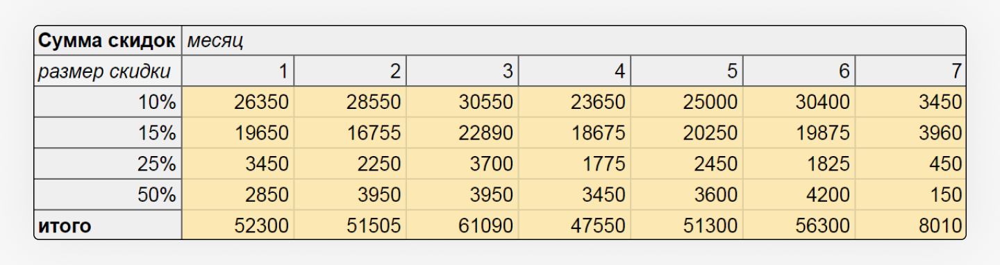 Сумма скидок месяц
размер скидки 1 2 3 4 5 6 7
10% 26350 28550 30550 23650 25000 30400 3450
15% 19650 16755 22890 18675 20250 19875 3960
25% 3450 2250 3700 1775 2450 1825 450
50% 2850 3950 3950 3450 3600 4200 150
итого 52300 51505 61090 47550 51300 56300 8010